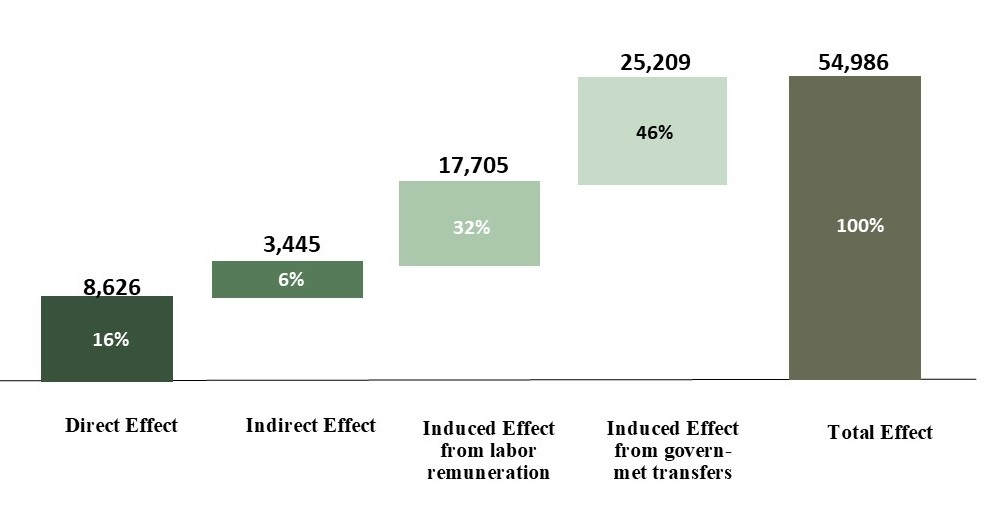 25,209
54,986
46%
17,705
32%
100%
3,445
6%
8,626
16%
Direct Effect
Indirect Effect
Induced Effect
from labor
remuneration
Induced Effect
from govern-
met transfers
Total Effect